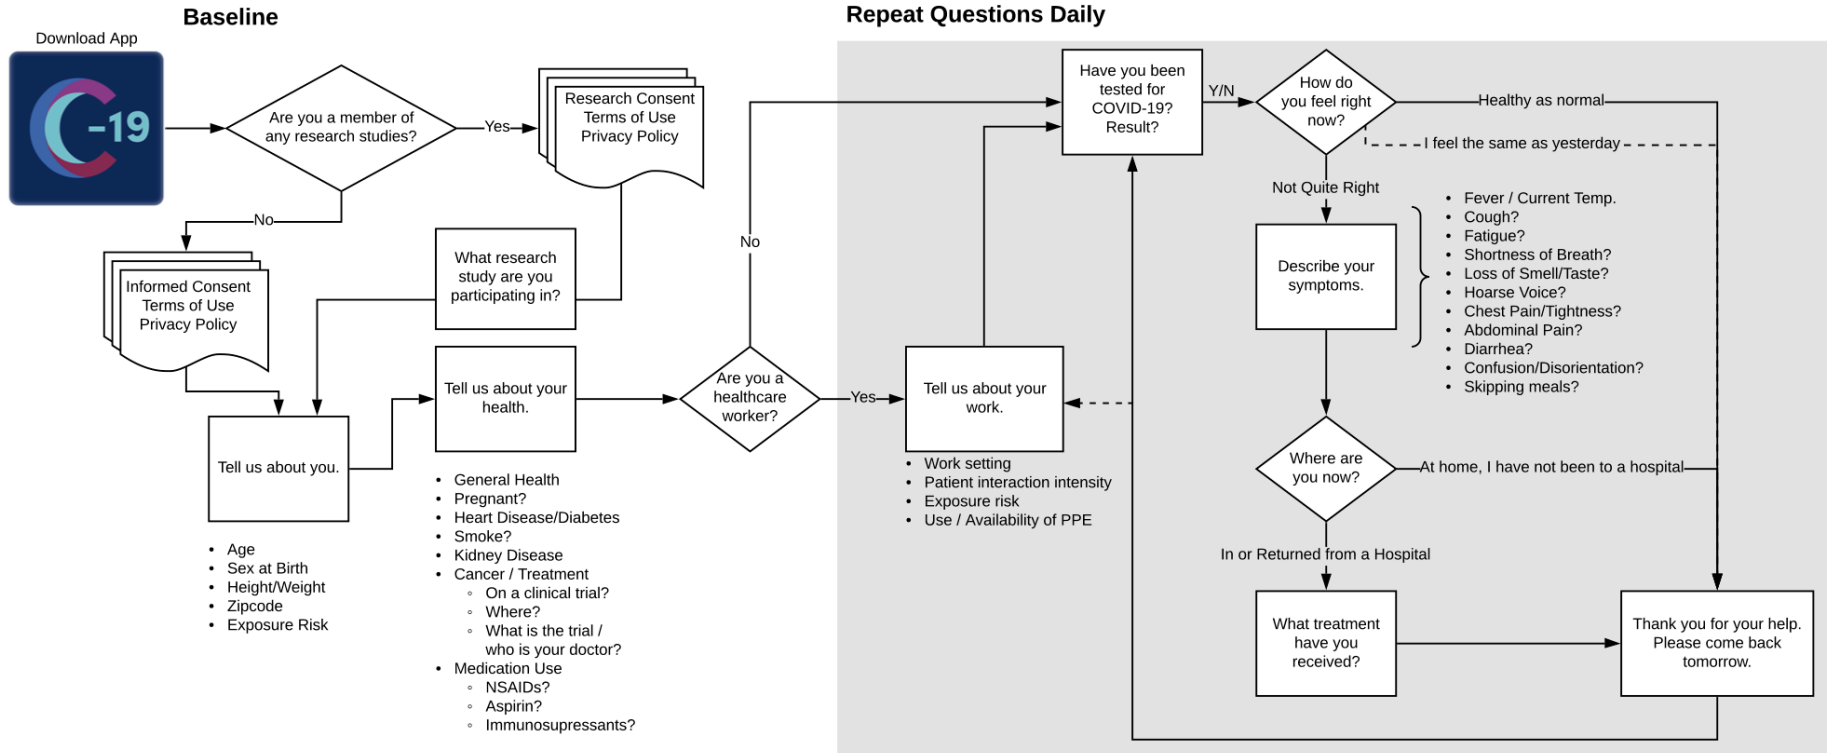 Baseline
Repeat Questions Daily
Download App
-19
Are you a member of
any research studies?
Yes
Research Consent
Terms of Use
Privacy Policy
No
Informed Consent
Terms of Use
Privacy Policy
What research
study are you
participating in?
Tell us about you.
• Age
• Sex at Birth
• Height/Weight
• Zipcode
• Exposure Risk
Tell us about your
health.
• General Health
• Pregnant?
• Heart Disease/Diabetes
• Smoke?
• Kidney Disease
• Cancer / Treatment
◦ On a clinical trial?
◦ Where?
◦ What is the trial /
who is your doctor?
• Medication Use
◦ NSAIDs?
◦ Aspirin?
◦ Immunosupressants?
Are you a
healthcare
worker?
No
Yes
Tell us about your
work.
• Work setting
• Patient interaction intensity
• Exposure risk
• Use / Availability of PPE
Have you been
tested for
COVID-19?
Result?
Y/N
How do
you feel right
now?
Healthy as normal
I feel the same as yesterday
Not Quite Right
Describe your
symptoms.
• Fever / Current Temp.
• Cough?
• Fatigue?
• Shortness of Breath?
• Loss of Smell/Taste?
• Hoarse Voice?
• Chest Pain/Tightness?
• Abdominal Pain?
• Diarrhea?
• Confusion/Disorientation?
• Skipping meals?
Where are
you now?
At home, I have not been to a hospital
In or Returned from a Hospital
What treatment
have you
received?
Thank you for your help.
Please come back
tomorrow.